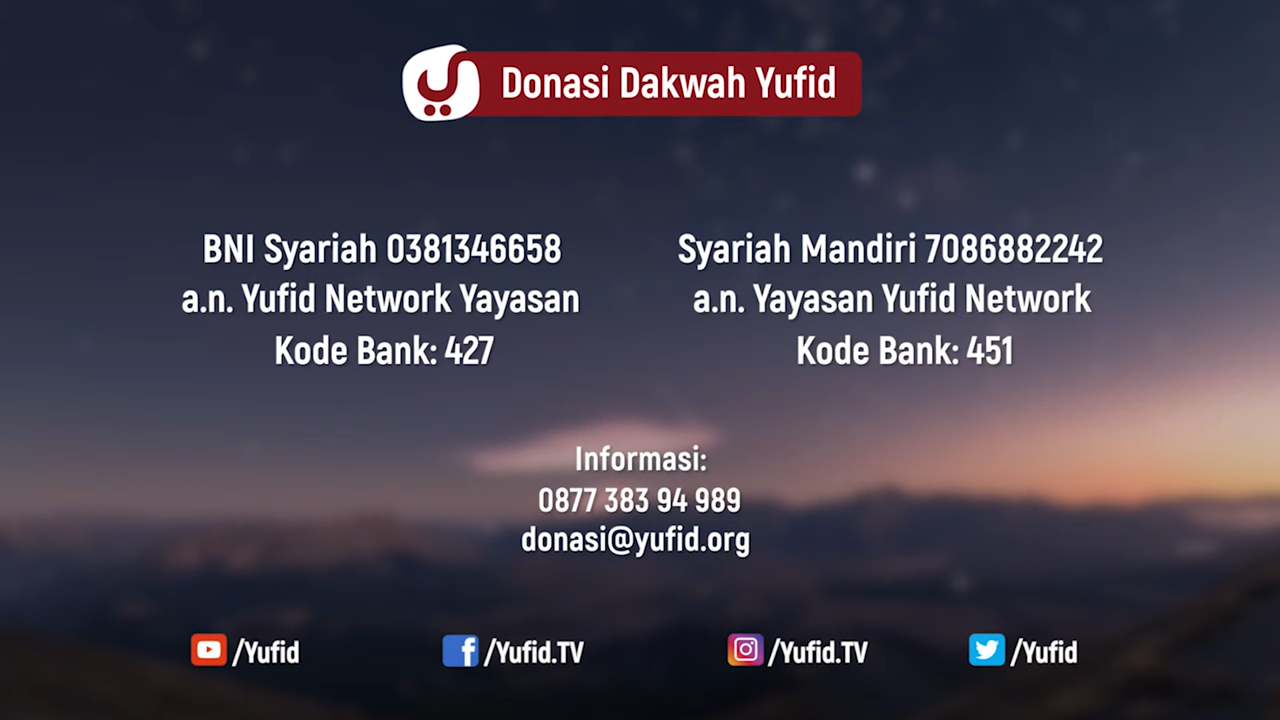 Donasi Dakwah Yufid
BNI Syariah 0381346658
a.n. Yufid Network Yayasan
Kode Bank: 427
Syariah Mandiri 7086882242
a.n. Yayasan Yufid Network
Kode Bank: 451
Informasi:
0877 383 94 989
donasi@yufid.org
/Yufid
/Yufid.TV
/Yufid.TV
/Yufid